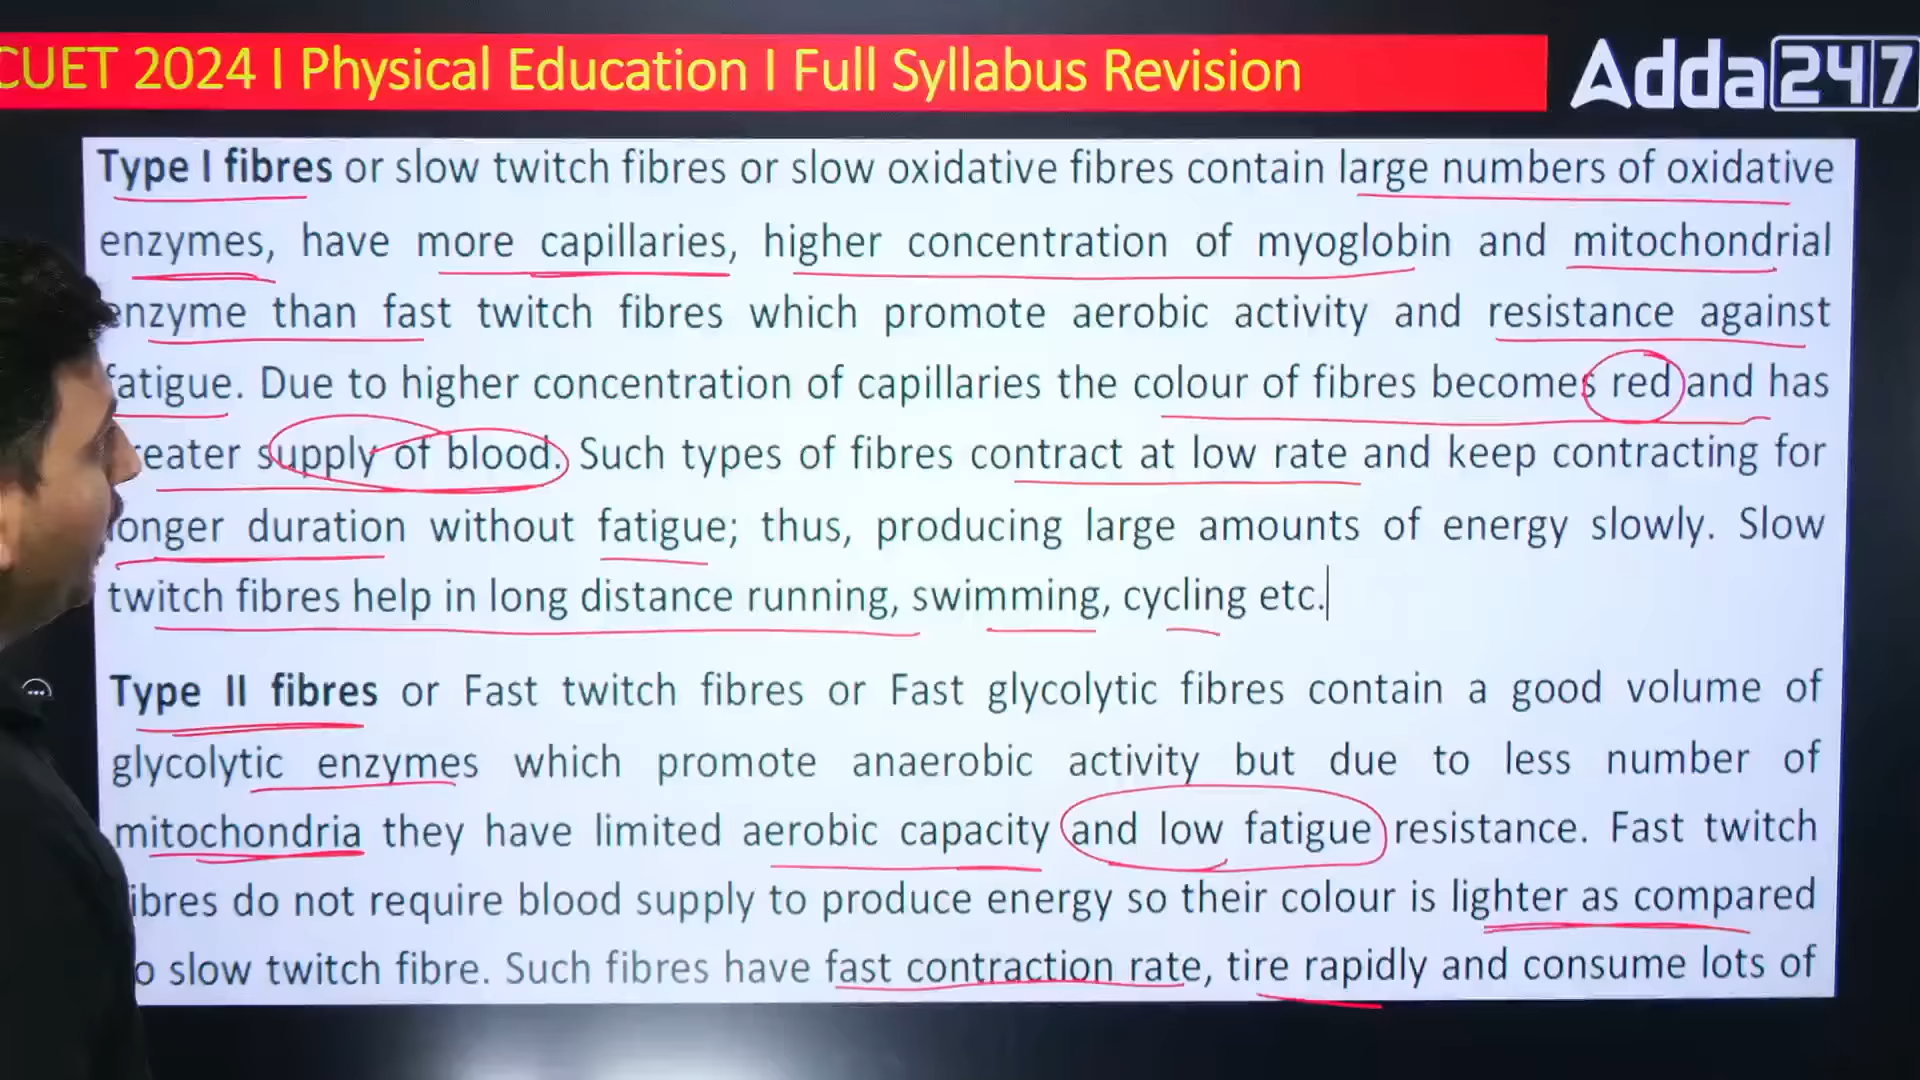 CUET 2024 I Physical Education I Full Syllabus Revision
Adda247
Type I fibres or slow twitch fibres or slow oxidative fibres contain large numbers of oxidative
enzymes, have more capillaries, higher concentration of myoglobin and mitochondrial
enzyme than fast twitch fibres which promote aerobic activity and resistance against
fatigue. Due to higher concentration of capillaries the colour of fibres becomes red and has
reater supply of blood. Such types of fibres contract at low rate and keep contracting for
longer duration without fatigue; thus, producing large amounts of energy slowly. Slow
twitch fibres help in long distance running, swimming, cycling etc.
Type II fibres or Fast twitch fibres or Fast glycolytic fibres contain a good volume of
glycolytic enzymes which promote anaerobic activity but due to less number of
mitochondria they have limited aerobic capacity and low fatigue resistance. Fast twitch
ibres do not require blood supply to produce energy so their colour is lighter as compared
o slow twitch fibre. Such fibres have fast contraction rate, tire rapidly and consume lots of